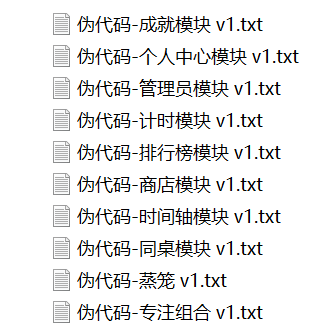 伪代码-成就模块 v1.txt
伪代码-个人中心模块 v1.txt
伪代码-管理员模块 v1.txt
伪代码-计时模块 v1.txt
伪代码-排行榜模块 v1.txt
伪代码-商店模块 v1.txt
伪代码-时间轴模块 v1.txt
伪代码-同桌模块 v1.txt
伪代码-蒸笼 v1.txt
伪代码-专注组合 v1.txt